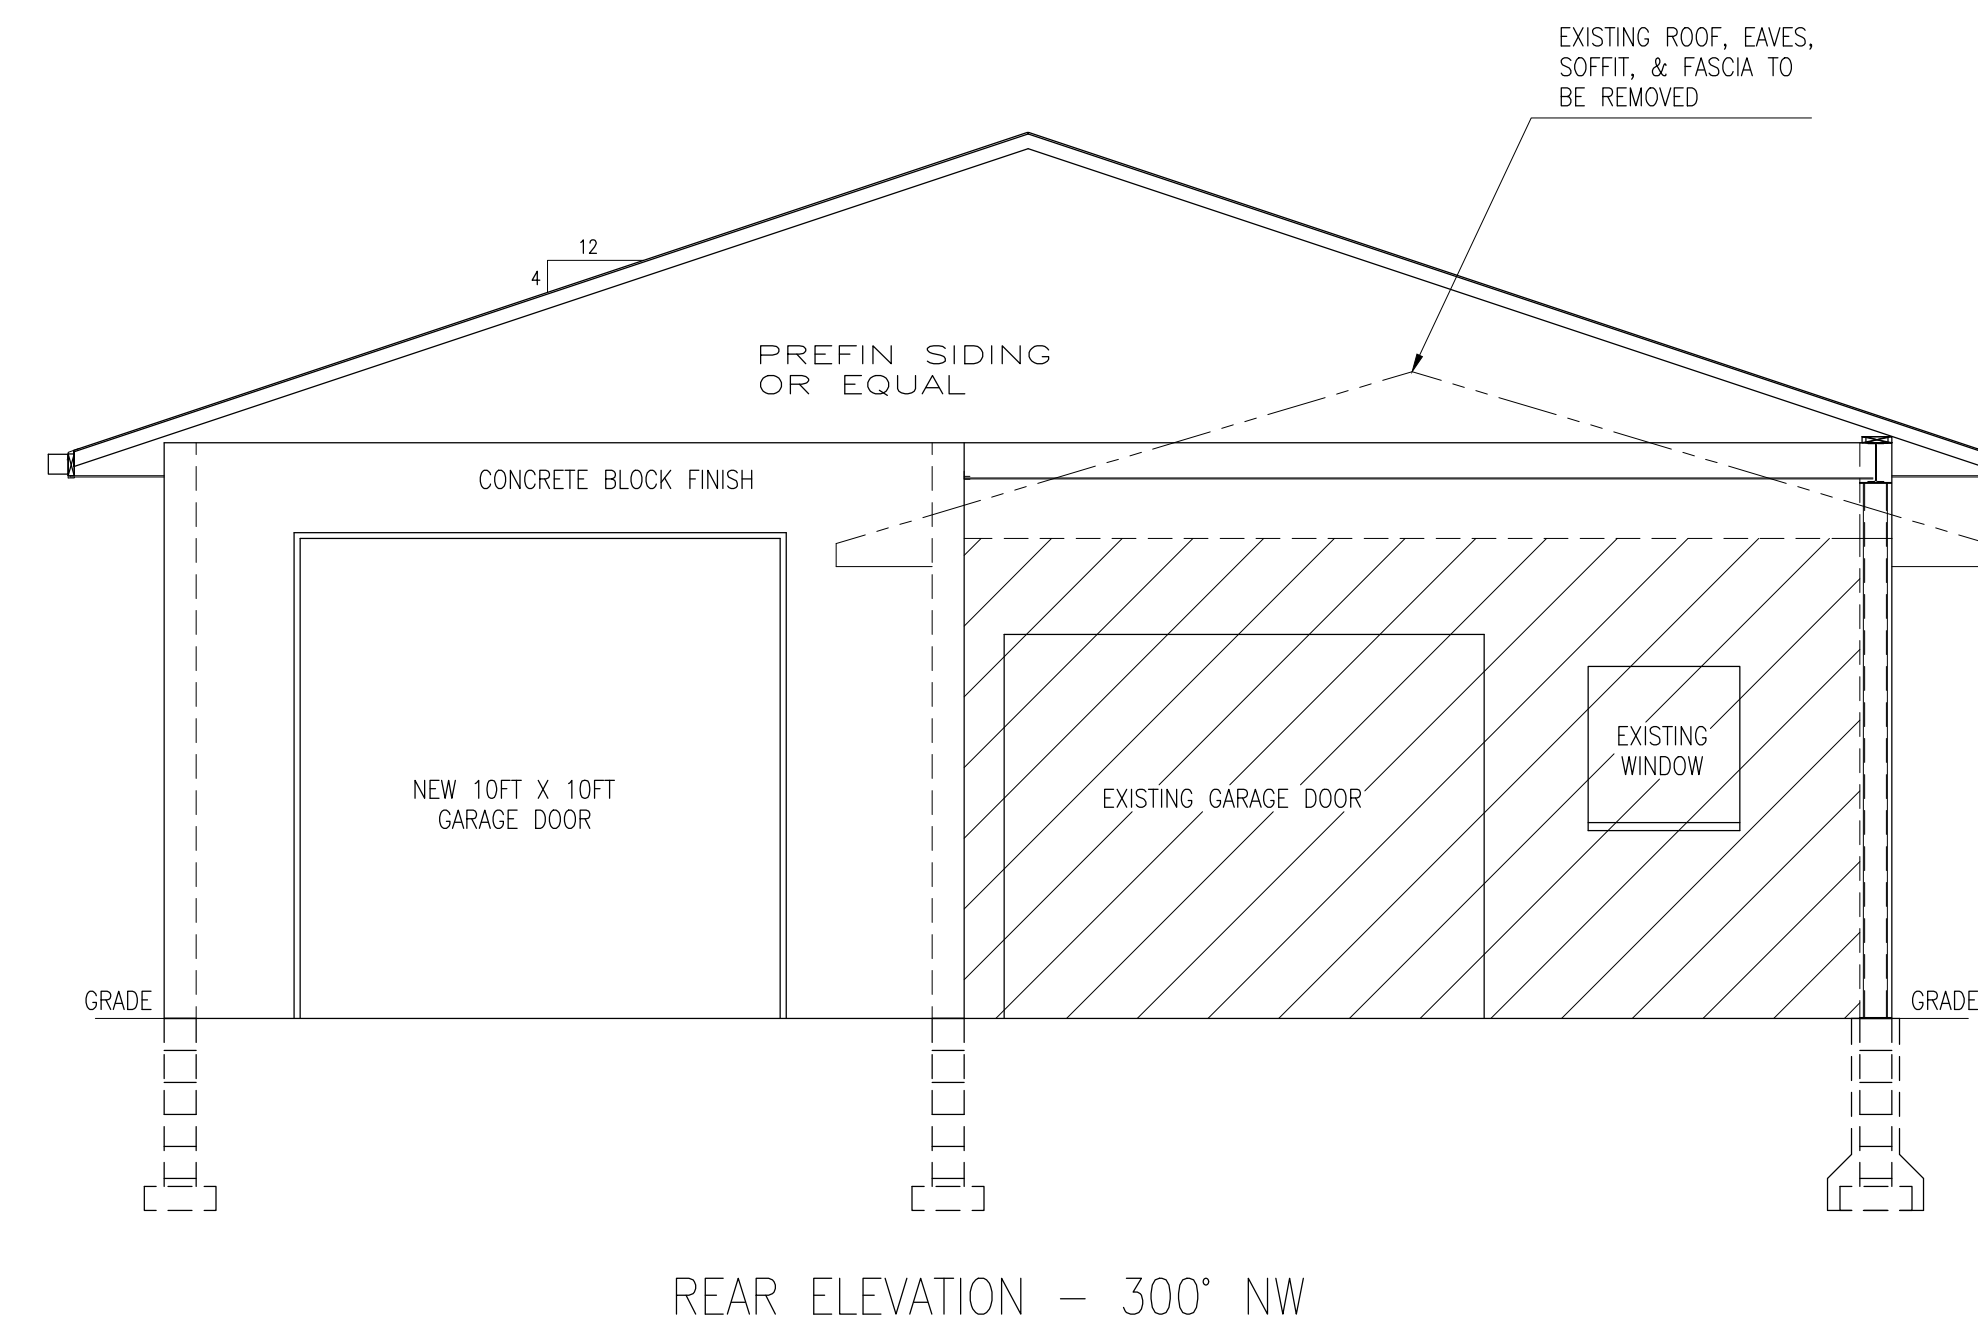 EXISTING ROOF, EAVES,
SOFFIT, & FASCIA TO
BE REMOVED
12
4
PREFIN SIDING
OR EQUAL
CONCRETE BLOCK FINISH
EXISTING
WINDOW
NEW 10FT X 10FT
GARAGE DOOR
EXISTING GARAGE DOOR
GRADE
GRADE
REAR ELEVATION – 300° NW